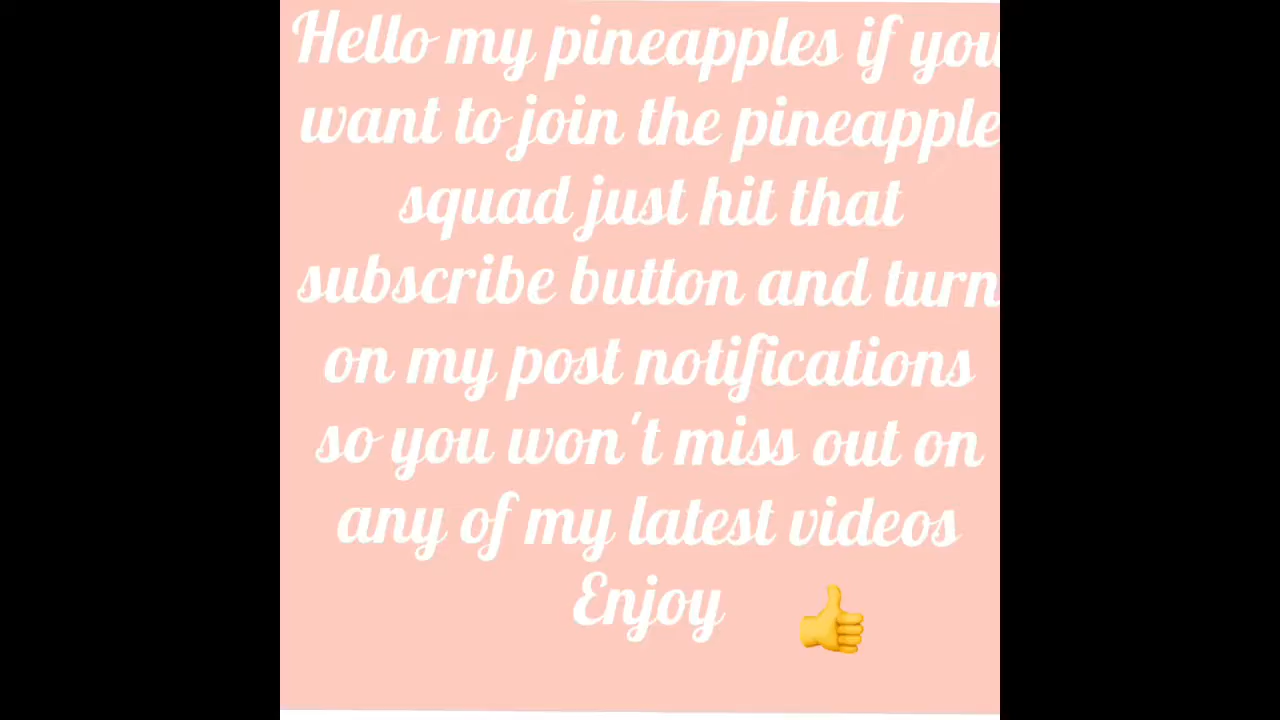 Hello my pineapples if you
want to join the pineapple
squad just hit that
subscribe button and turn
on my post notifications
so you won't miss out on
any of my latest videos
Enjoy 👍